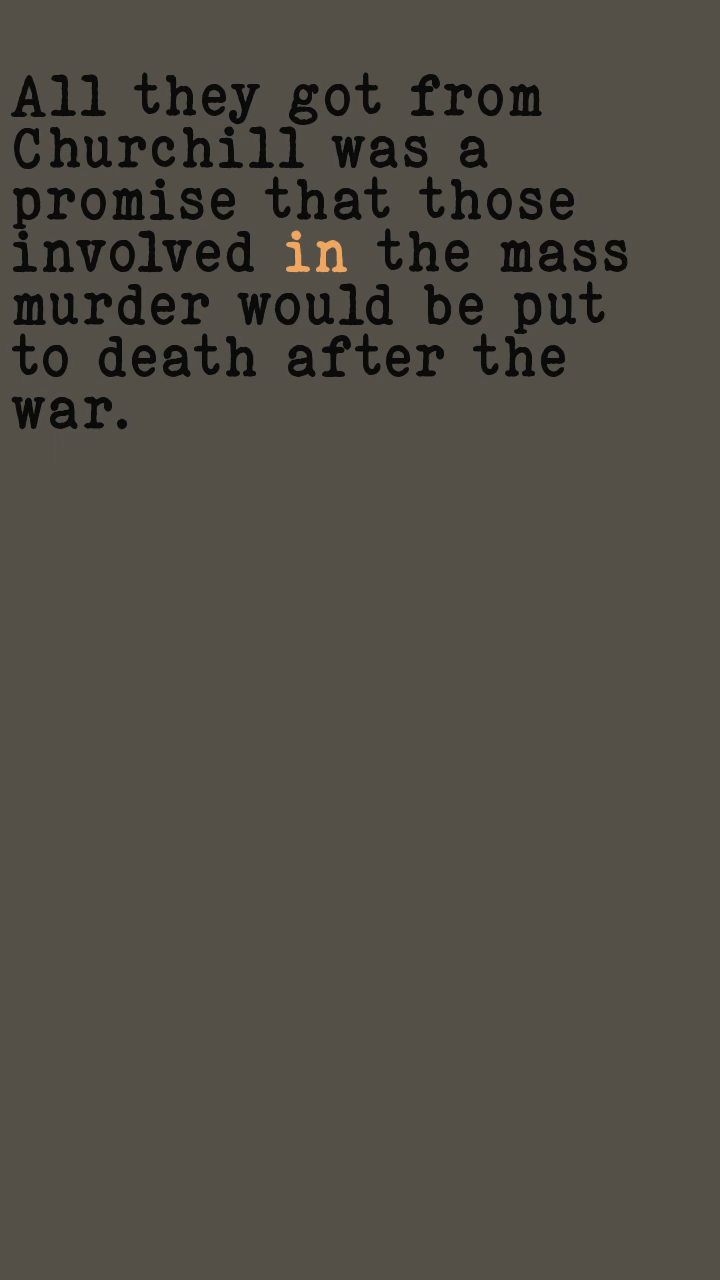 All they got from
Churchill was a
promise that those
involved in the mass
murder would be put
to death after the
war.